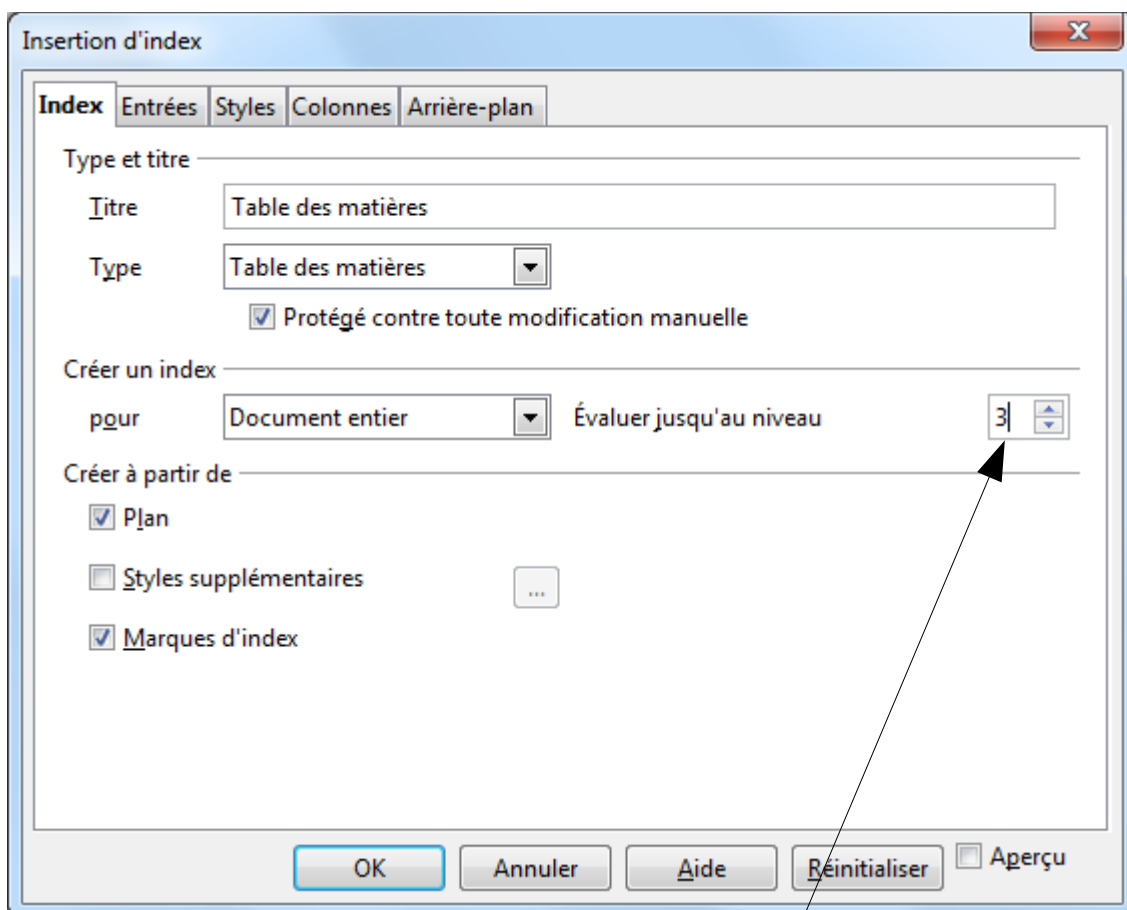 Insertion d'index
Index Entrées Styles Colonnes Arrière-plan
Type et titre
Titre Table des matières
Type Table des matières
Protégé contre toute modification manuelle
Créer un index
pour Document entier Évaluer jusqu'au niveau 3
Créer à partir de
Plan
Styles supplémentaires ...
Marques d'index
OK Annuler Aide Réinitialiser Aperçu